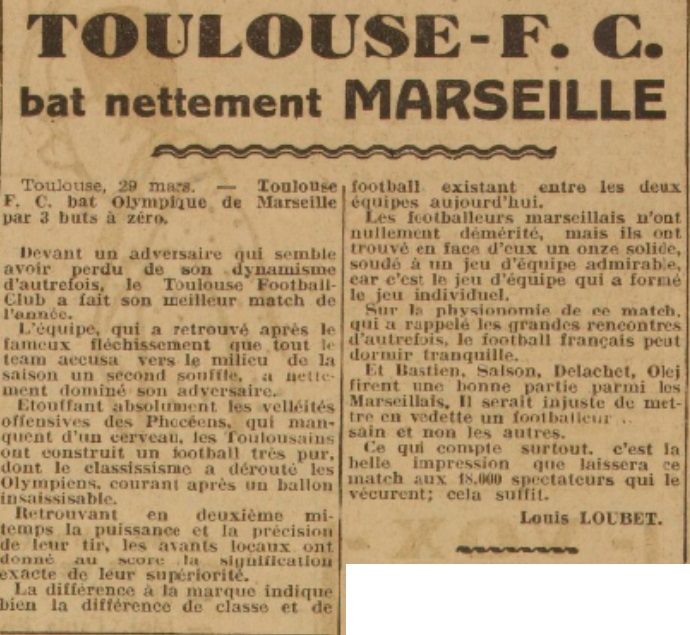 TOULOUSE-F. C.
bat nettement MARSEILLE
Toulouse, 29 mars. — Toulouse
F. C. bat Olympique de Marseille
par 3 buts à zéro.
Devant un adversaire qui semble
avoir perdu de son dynamisme
d'autrefois, le Toulouse Football-
Club a fait son meilleur match de
l'année.
L'équipe, qui a retrouvé après le
fameux fléchissement que tout le
team accusa vers le milieu de la
saison un second souffle, a nette-
ment dominé son adversaire.
Etouffant absolument les velléités
offensives des Phocéens, qui man-
quent d'un cerveau, les Toulousains
ont construit un football très pur,
dont le classissisme a dérouté les
Olympiens, courant après un ballon
insaisissable.
Retrouvant en deuxième mi-
temps la puissance et la précision
de leur tir, les avants locaux ont
donné au score la signification
exacte de leur supériorité.
La différence à la marque indique
bien la différence de classe et de
football existant entre les deux
équipes aujourd'hui.
Les footballeurs marseillais n'ont
nullement démérité, mais ils ont
trouvé en face d'eux un onze solide,
soudé à un jeu d'équipe admirable,
car c'est le jeu d'équipe qui a formé
le jeu individuel.
Sur la physionomie de ce match,
qui a rappelé les grandes rencontres
d'autrefois, le football français peut
dormir tranquille.
Et Bastien, Salson, Delachet, Olej
firent une bonne partie parmi les
Marseillais. Il serait injuste de met-
tre en vedette un footballeur
sain et non les autres.
Ce qui compte surtout, c'est la
belle impression que laissera ce
match aux 18.000 spectateurs qui le
vécurent; cela suffit.
Louis LOUBET.